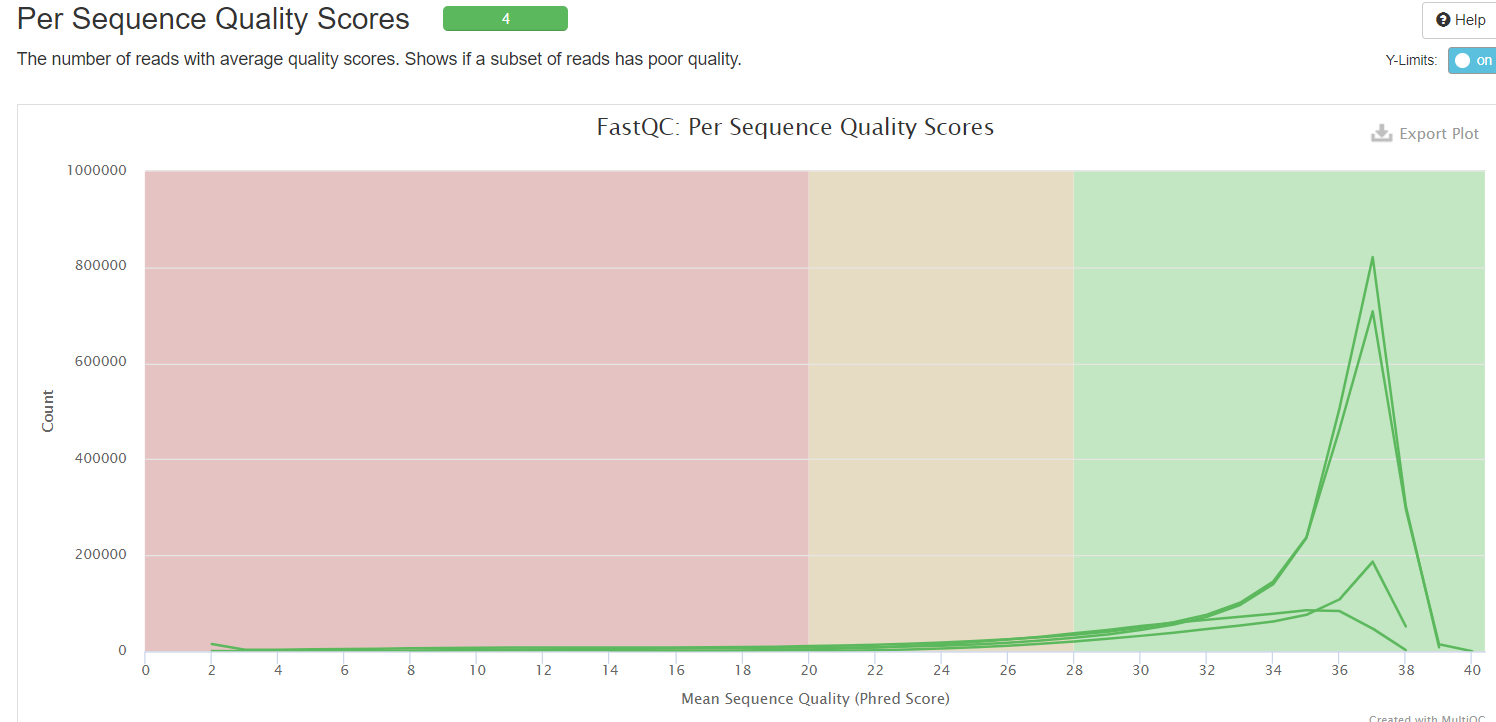 Per Sequence Quality Scores 4
Help
The number of reads with average quality scores. Shows if a subset of reads has poor quality.
Y-Limits: on
FastQC: Per Sequence Quality Scores
Export Plot
1000000
800000
600000
400000
200000
0
Count
0 2 4 6 8 10 12 14 16 18 20 22 24 26 28 30 32 34 36 38 40
Mean Sequence Quality (Phred Score)
Created with MultiQC